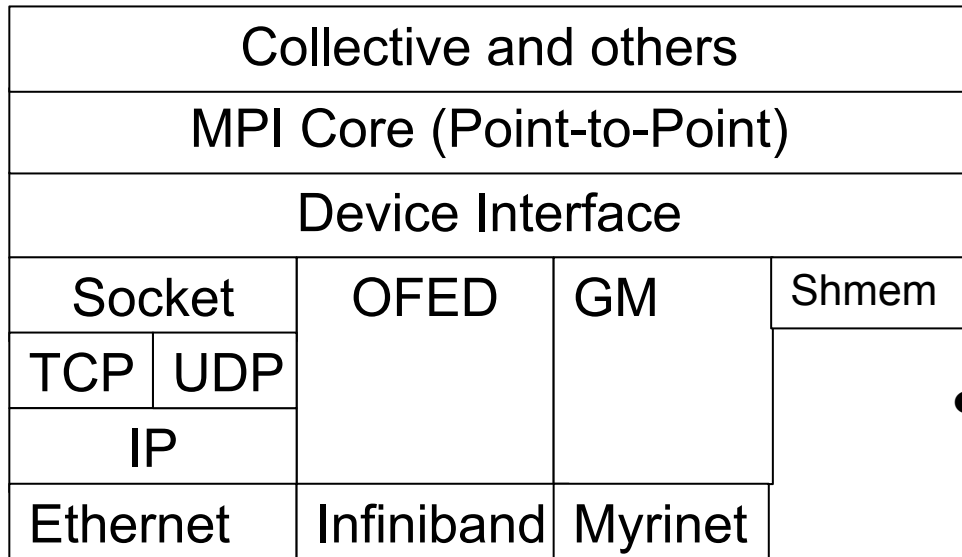 Collective and others
MPI Core (Point-to-Point)
Device Interface
Socket OFED GM Shmem
TCP UDP
IP
Ethernet Infiniband Myrinet